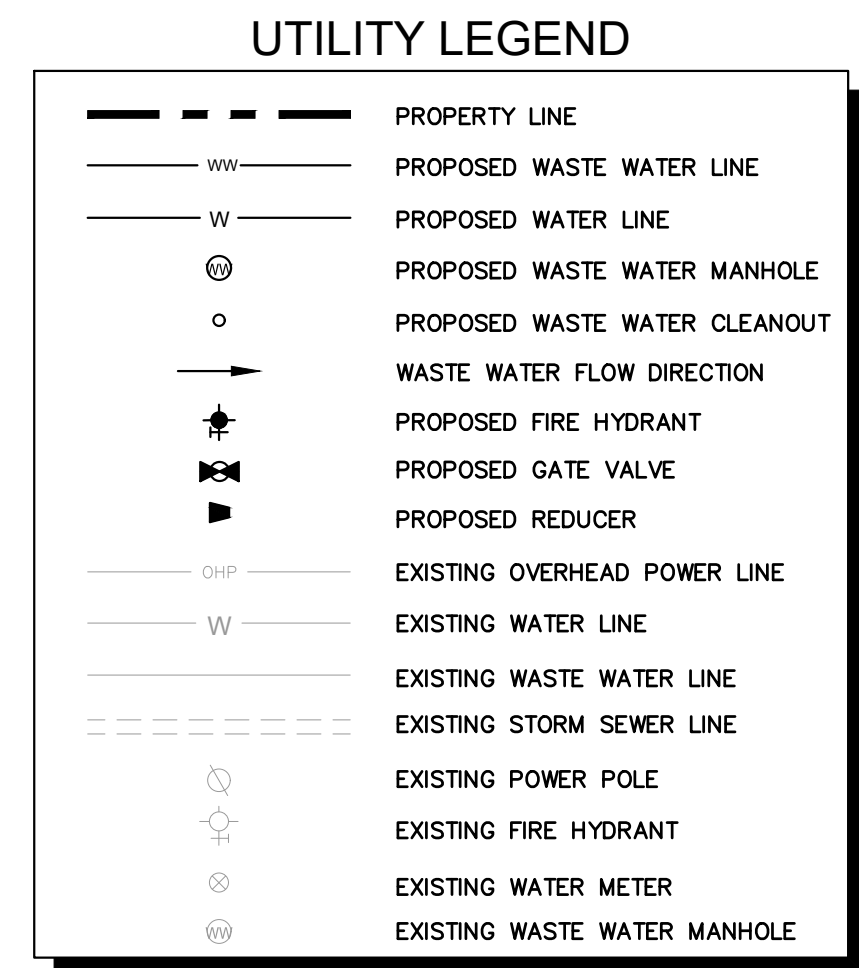 UTILITY LEGEND
PROPERTY LINE
WW PROPOSED WASTE WATER LINE
W PROPOSED WATER LINE
WW PROPOSED WASTE WATER MANHOLE
PROPOSED WASTE WATER CLEANOUT
WASTE WATER FLOW DIRECTION
PROPOSED FIRE HYDRANT
PROPOSED GATE VALVE
PROPOSED REDUCER
OHP EXISTING OVERHEAD POWER LINE
W EXISTING WATER LINE
EXISTING WASTE WATER LINE
EXISTING STORM SEWER LINE
EXISTING POWER POLE
EXISTING FIRE HYDRANT
EXISTING WATER METER
WW EXISTING WASTE WATER MANHOLE